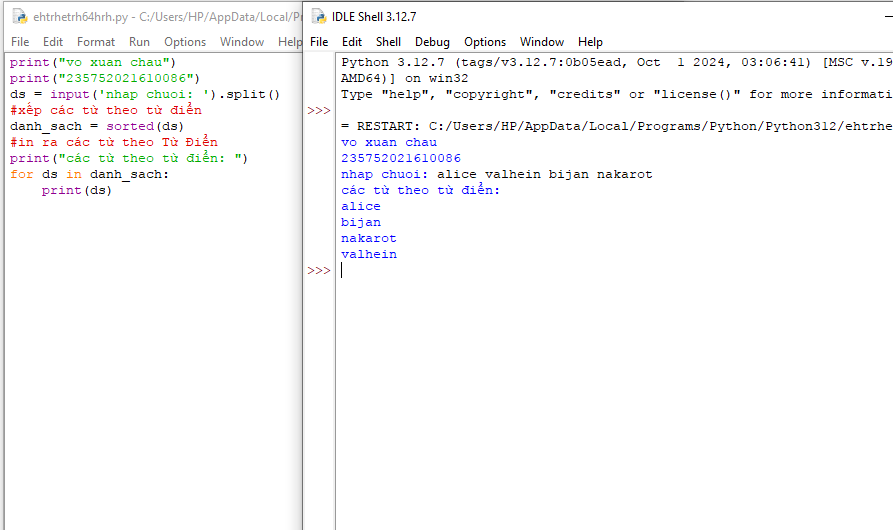 ehtrhetrh64hrh.py - C:/Users/HP/AppData/Local/Pr
File Edit Format Run Options Window Help
print("vo xuan chau")
print("235752021610086")
ds = input('nhap chuoi: ').split()
#xếp các từ theo từ điển
danh_sach = sorted(ds)
#in ra các từ theo Từ Điển
print("các từ theo từ điển: ")
for ds in danh_sach:
    print(ds)
IDLE Shell 3.12.7
File Edit Shell Debug Options Window Help
Python 3.12.7 (tags/v3.12.7:0b05ead, Oct  1 2024, 03:06:41) [MSC v.19
AMD64)] on win32
Type "help", "copyright", "credits" or "license()" for more informati
>>>
= RESTART: C:/Users/HP/AppData/Local/Programs/Python/Python312/ehtrhe
vo xuan chau
235752021610086
nhap chuoi: alice valhein bijan nakarot
các từ theo từ điển:
alice
bijan
nakarot
valhein
>>>